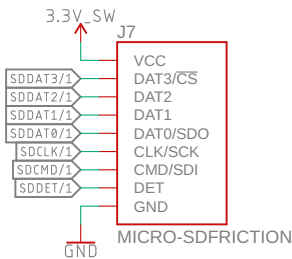 3.3V_SW
J7
VCC
SDDAT3/1 DAT3/CS
SDDAT2/1 DAT2
SDDAT1/1 DAT1
SDDAT0/1 DAT0/SDO
SDCLK/1 CLK/SCK
SDCMD/1 CMD/SDI
SDDET/1 DET
GND
MICRO-SDFRICTION
GND